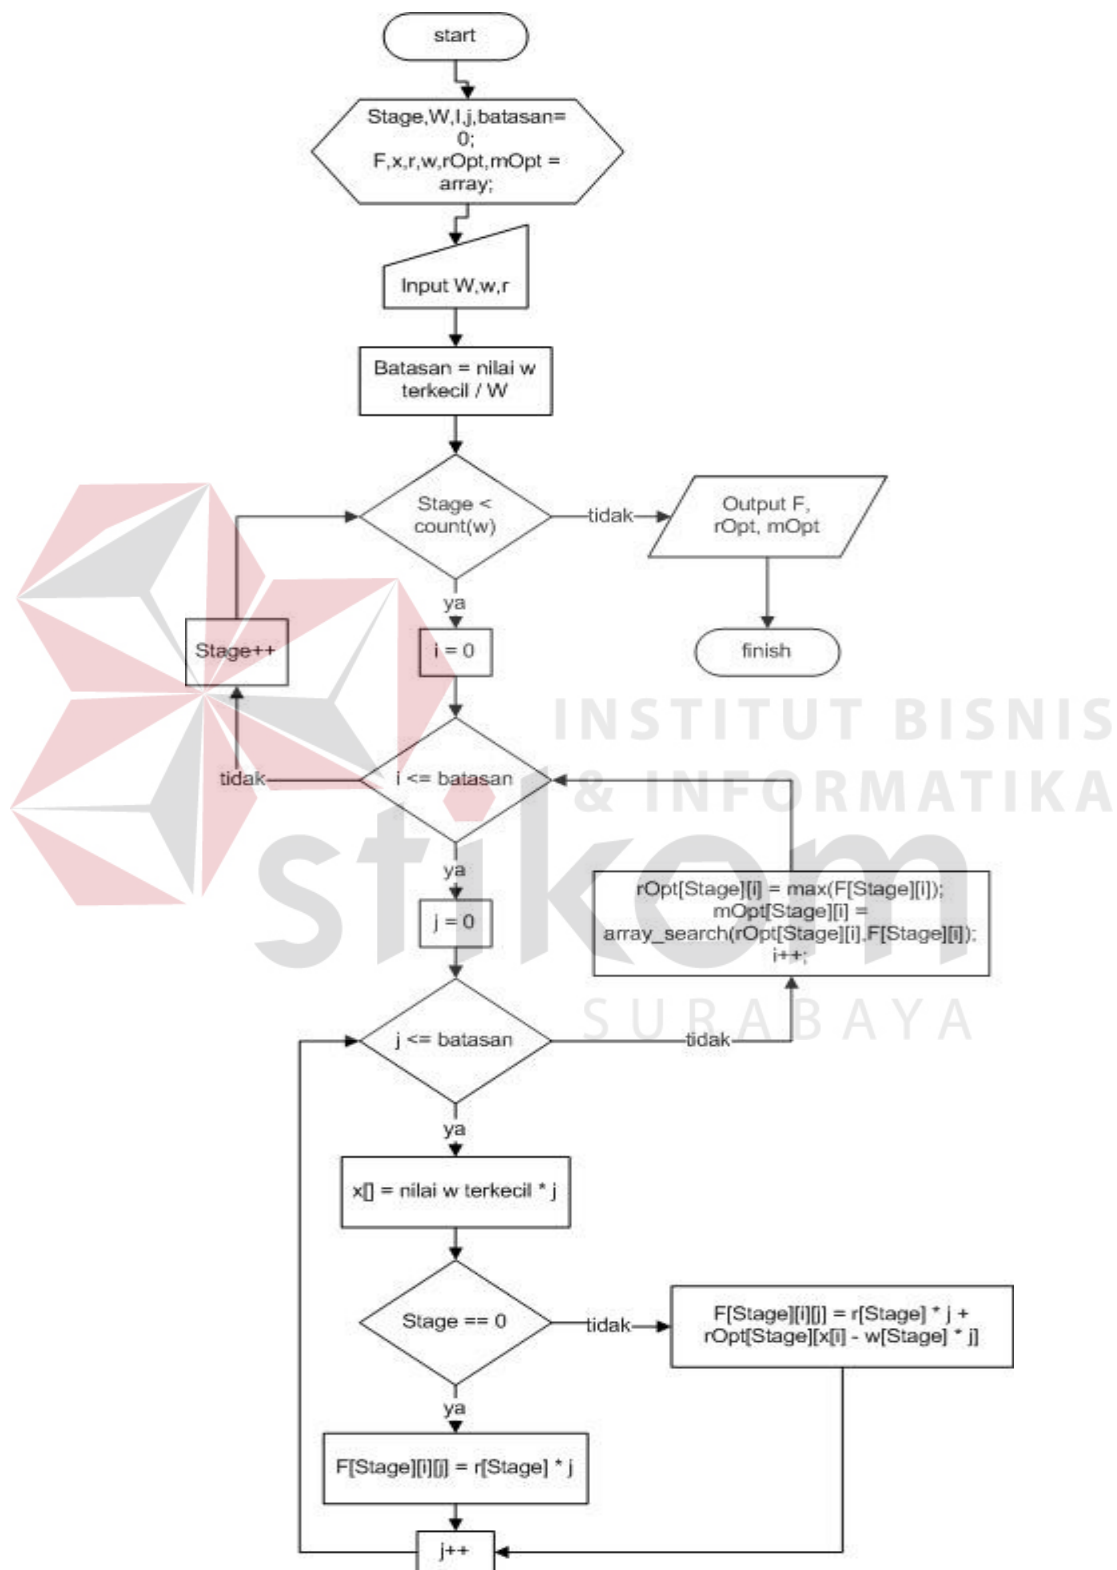 start
Stage,W,I,j,batasan=
0;
F,x,r,w,rOpt,mOpt =
array;
Input W,w,r
Batasan = nilai w
terkecil / W
Stage <
count(w)
tidak
Output F,
rOpt, mOpt
ya
Stage++
i = 0
finish
INSTITUT BISNIS
tidak
i <= batasan
& INFORMATIKA
stikom
ya
j = 0
rOpt[Stage][i] = max(F[Stage][i]);
mOpt[Stage][i] =
array_search(rOpt[Stage][i],F[Stage][i]);
i++;
SURABAYA
j <= batasan
tidak
ya
x[] = nilai w terkecil * j
Stage == 0
tidak
F[Stage][i][j] = r[Stage] * j +
rOpt[Stage][x[i] - w[Stage] * j]
ya
F[Stage][i][j] = r[Stage] * j
j++